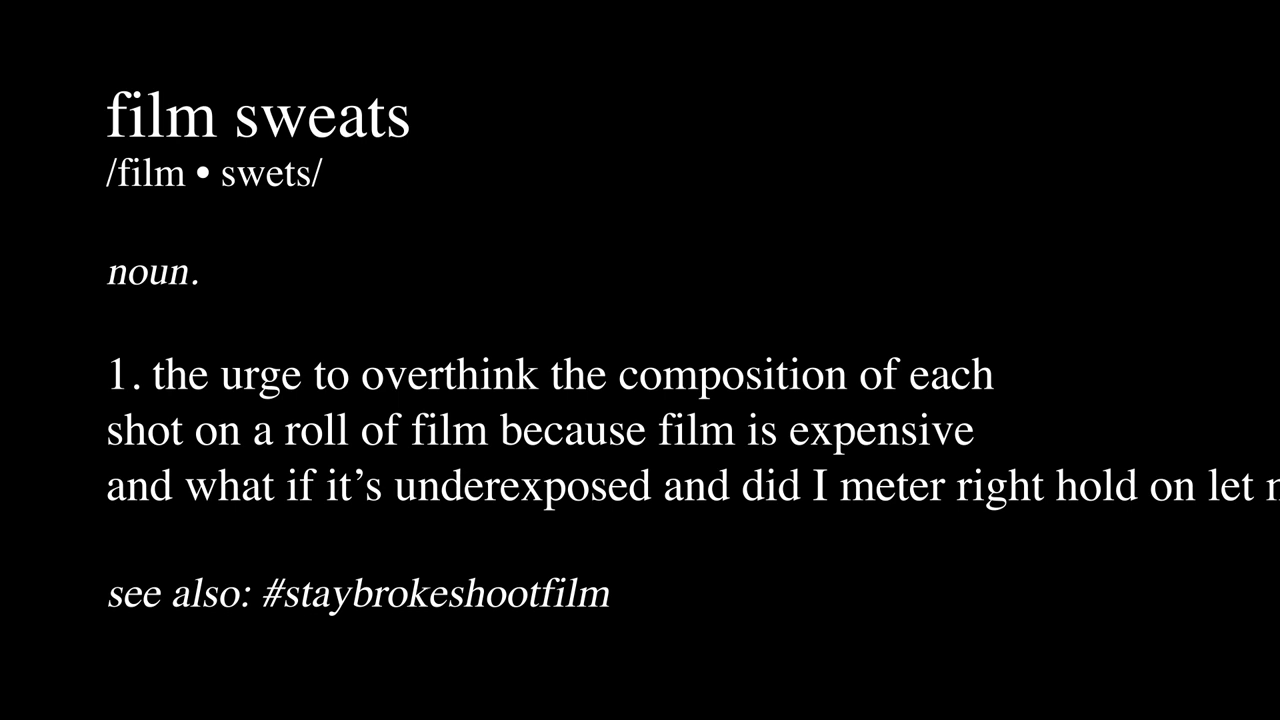 film sweats
/film • swets/
noun.
1. the urge to overthink the composition of each
shot on a roll of film because film is expensive
and what if it’s underexposed and did I meter right hold on let
see also: #staybrokeshootfilm